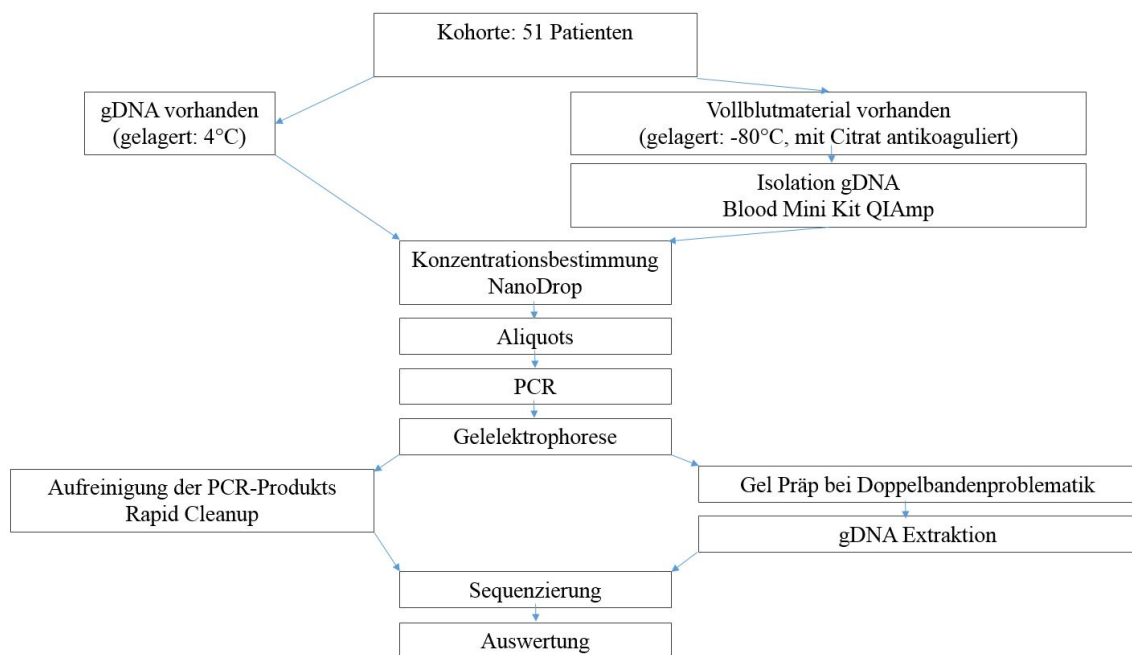 Kohorte: 51 Patienten
gDNA vorhanden
(gelagert: 4°C)
Vollblutmaterial vorhanden
(gelagert: -80°C, mit Citrat antikoaguliert)
Isolation gDNA
Blood Mini Kit QIAmp
Konzentrationsbestimmung
NanoDrop
Aliquots
PCR
Gelelektrophorese
Aufreinigung der PCR-Produkts
Rapid Cleanup
Gel Präp bei Doppelbandenproblematik
gDNA Extraktion
Sequenzierung
Auswertung